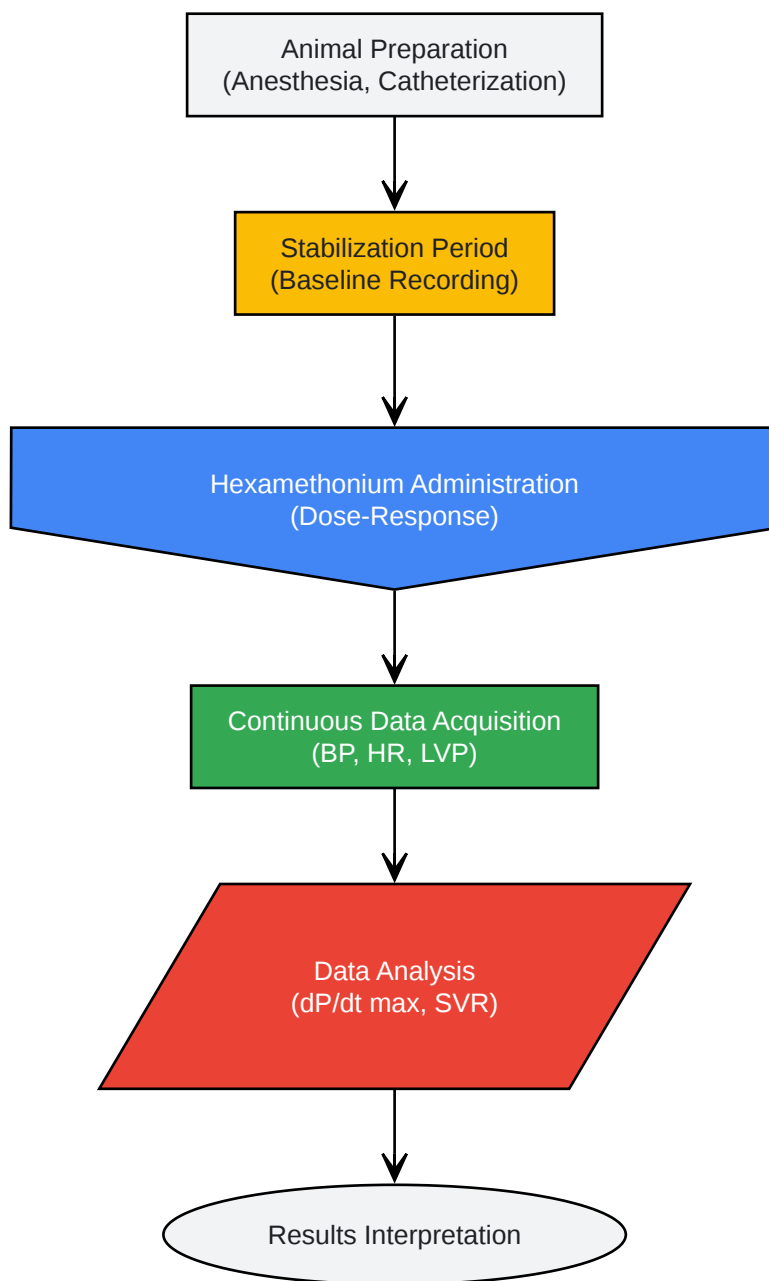 Animal Preparation
(Anesthesia, Catheterization)
Stabilization Period
(Baseline Recording)
Hexamethonium Administration
(Dose-Response)
Continuous Data Acquisition
(BP, HR, LVP)
Data Analysis
(dP/dt max, SVR)
Results Interpretation